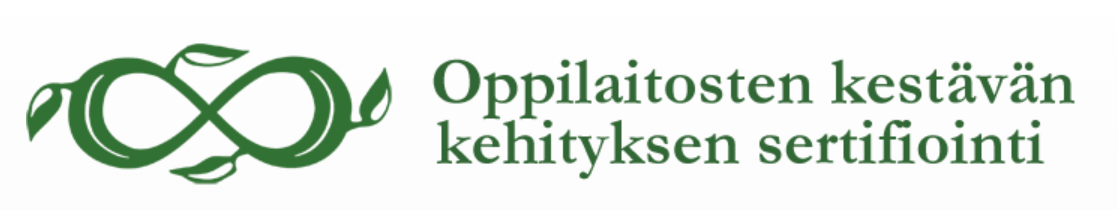 Oppilaitosten kestävän
kehityksen sertifiointi